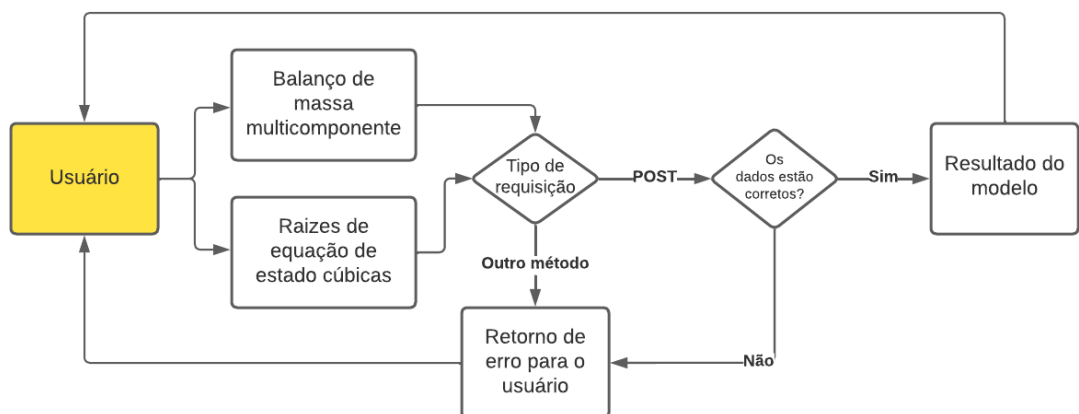 Usuário
Balanço de
massa
multicomponente
Raizes de
equação de
estado cúbicas
Tipo de
requisição
POST
Os
dados estão
corretos?
Sim
Resultado do
modelo
Outro método
Retorno de
erro para o
usuário
Não